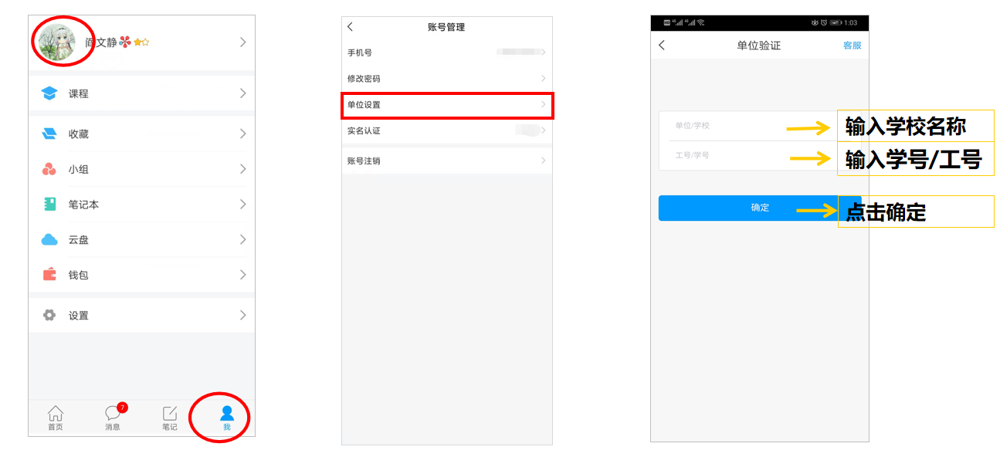 阎文静
课程
收藏
小组
笔记本
云盘
钱包
设置
7
首页
消息
笔记
我
账号管理
手机号
修改密码
单位设置
实名认证
账号注销
HD 46 46 1:03
单位验证
客服
单位/学校
输入学校名称
工号/学号
输入学号/工号
确定
点击确定